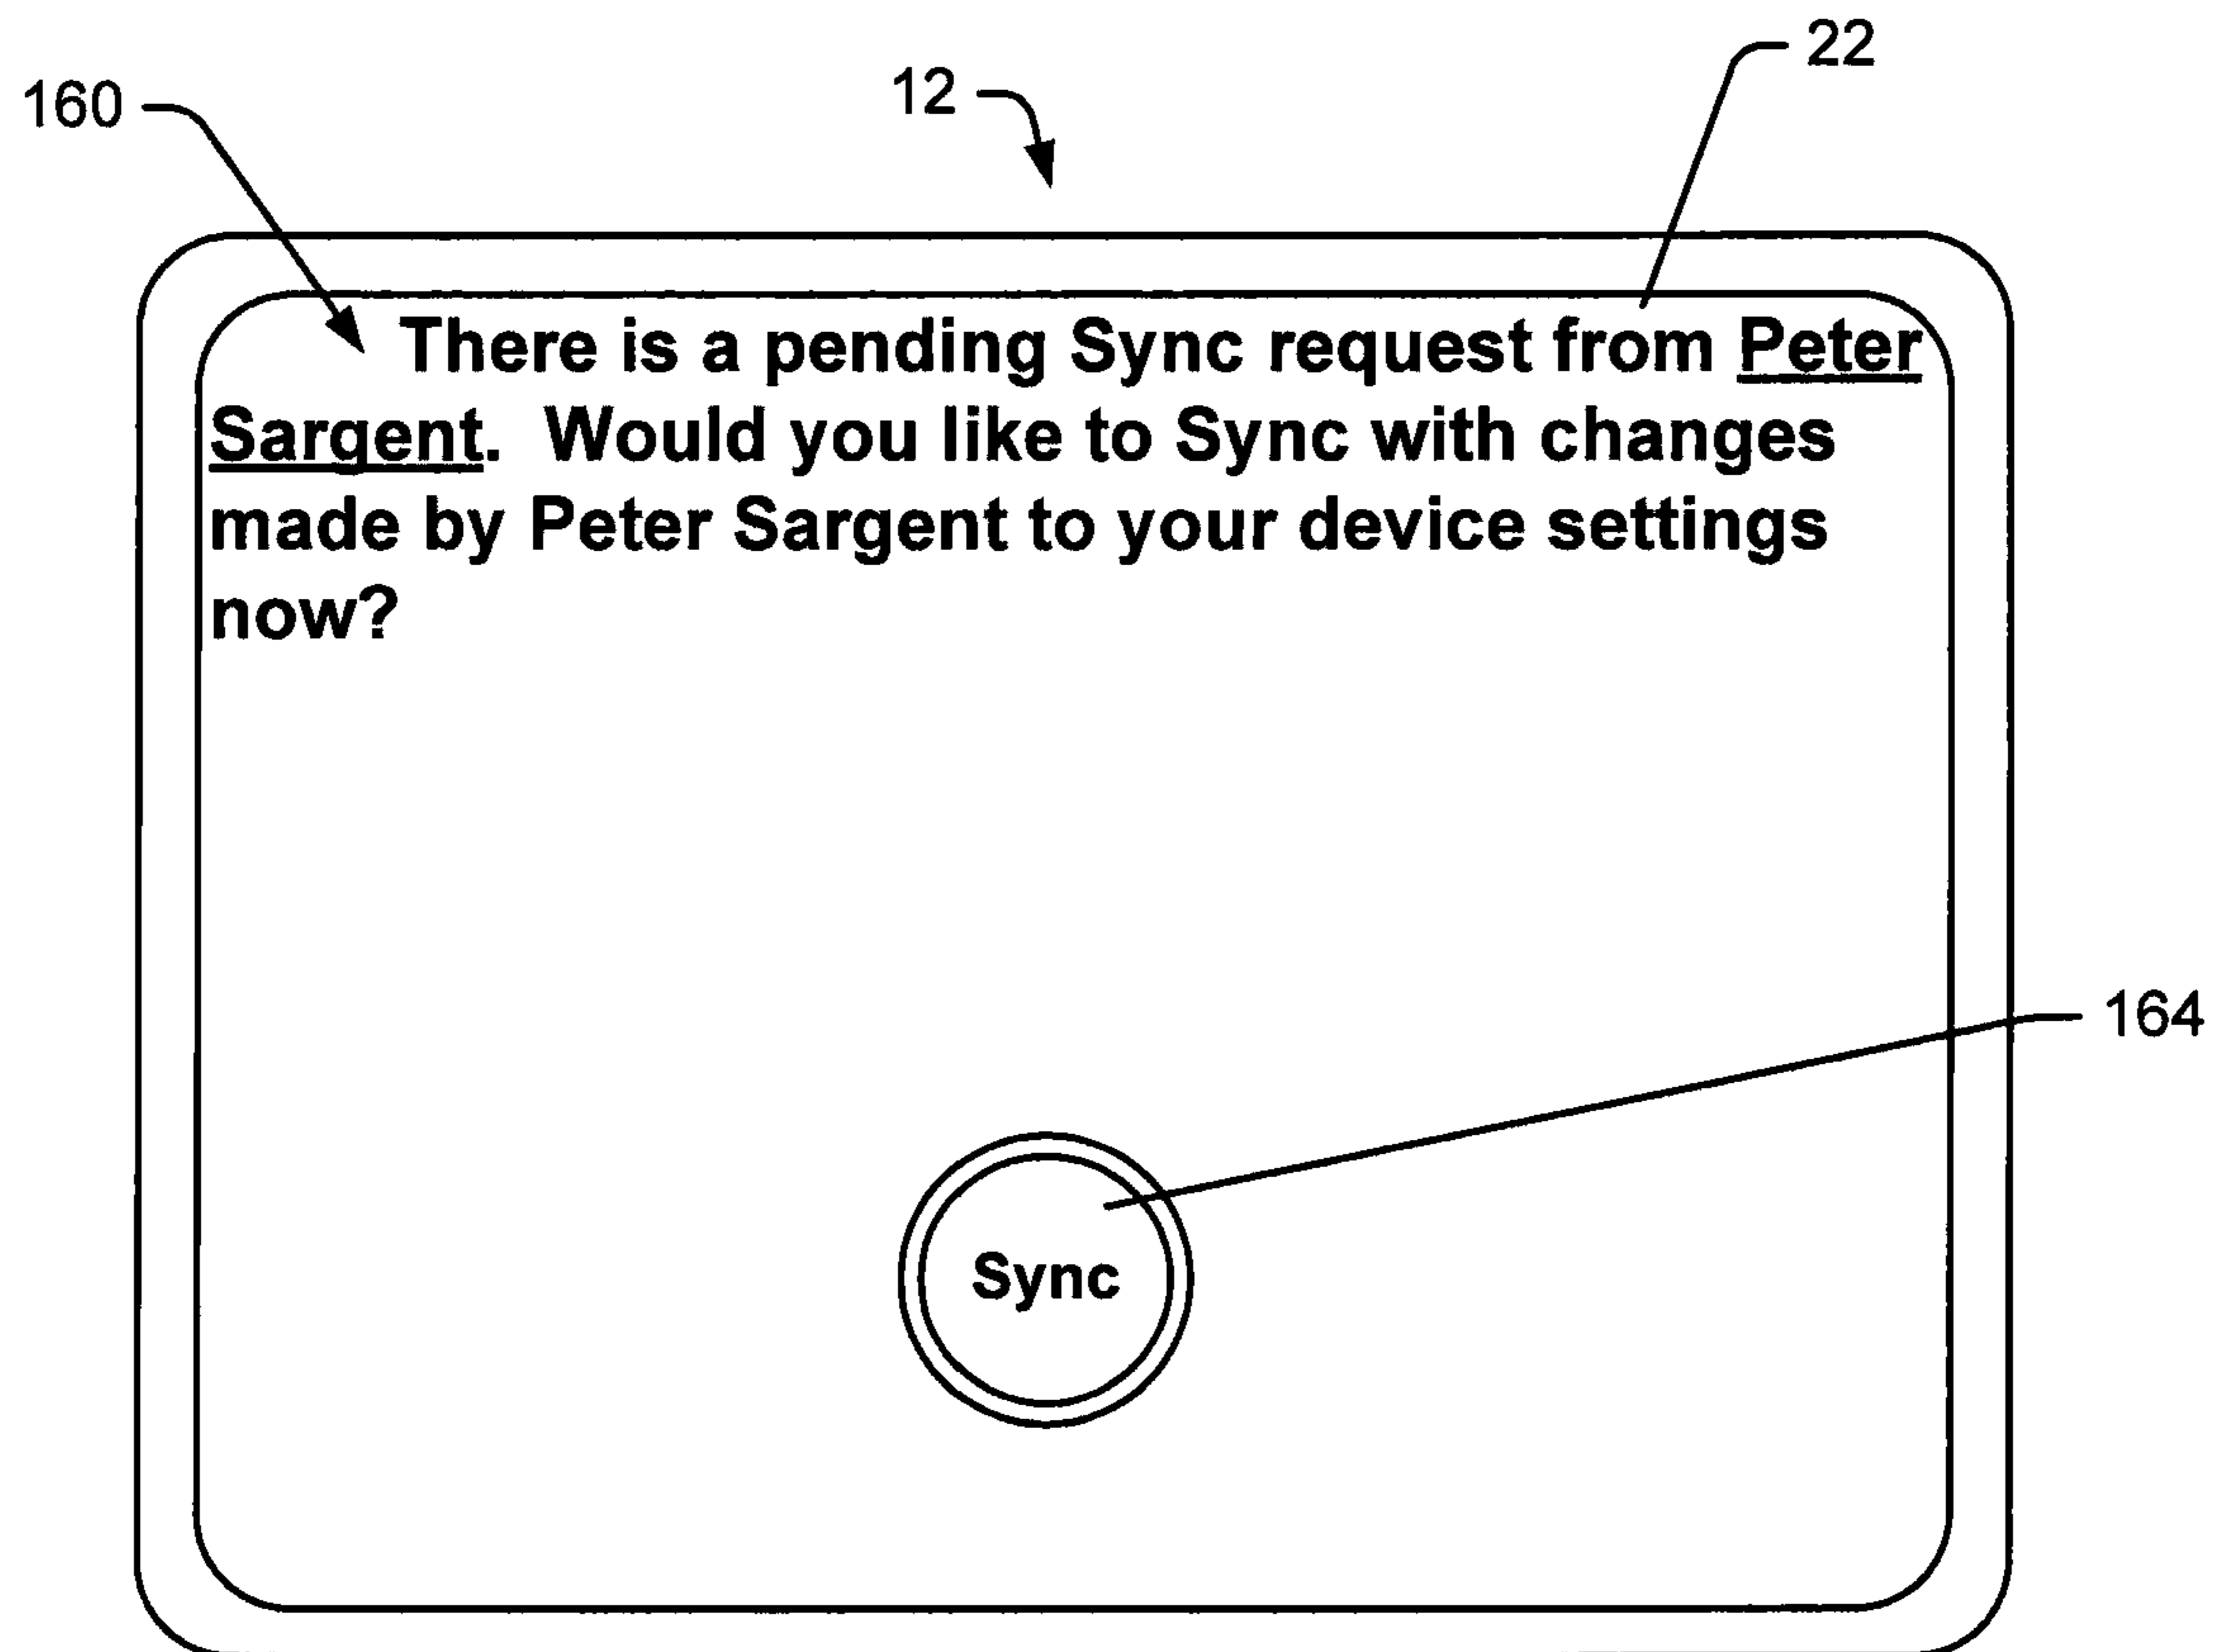 22
12
160
There is a pending Sync request from Peter
Sargent.  Would you like to Sync with changes
made by Peter Sargent to your device settings
now?
164
Sync